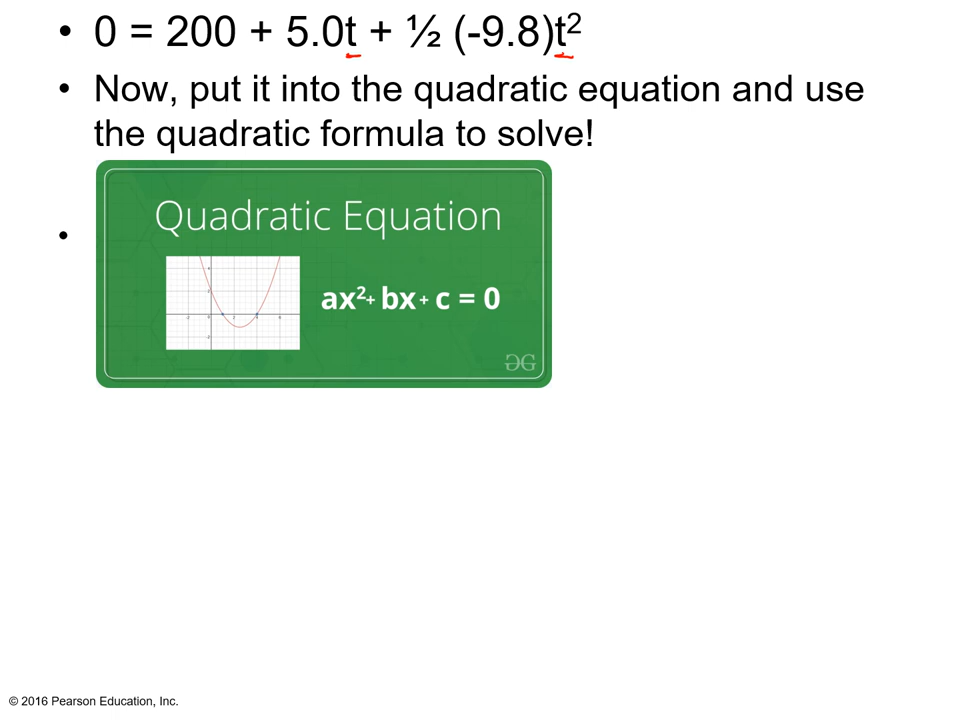 • 0 = 200 + 5.0t + ½ (-9.8)t²
• Now, put it into the quadratic equation and use
the quadratic formula to solve!
•
Quadratic Equation
ax²+ bx + c = 0
© 2016 Pearson Education, Inc.